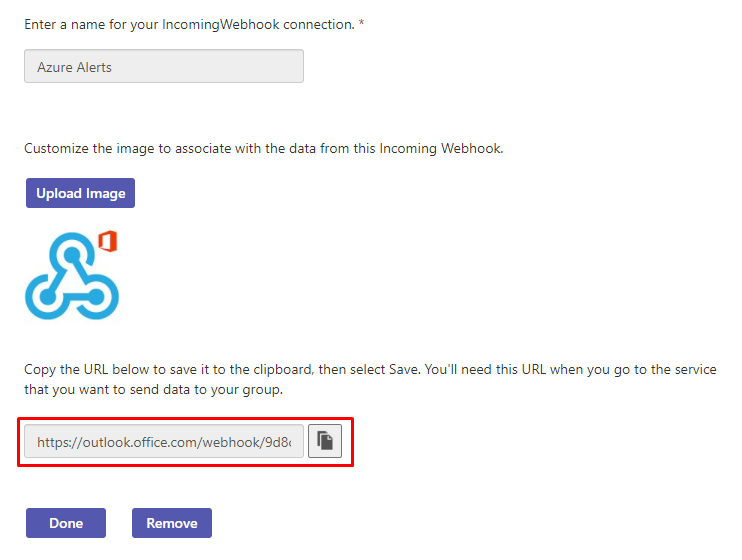 Enter a name for your IncomingWebhook connection. *
Azure Alerts
Customize the image to associate with the data from this Incoming Webhook.
Upload Image
Copy the URL below to save it to the clipboard, then select Save. You'll need this URL when you go to the service
that you want to send data to your group.
https://outlook.office.com/webhook/9d8
Done
Remove